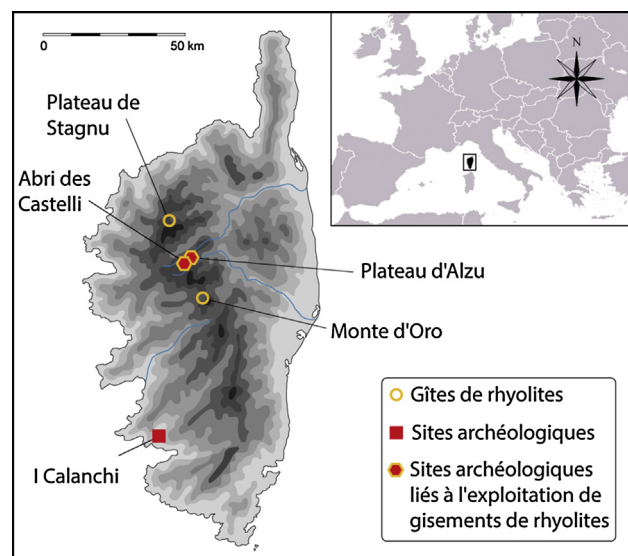 0 50 km
N
Plateau de
Stagnu
Abri des
Castelli
Plateau d'Alzu
Monte d'Oro
I Calanchi
Gîtes de rhyolites
Sites archéologiques
Sites archéologiques
liés à l'exploitation de
gisements de rhyolites